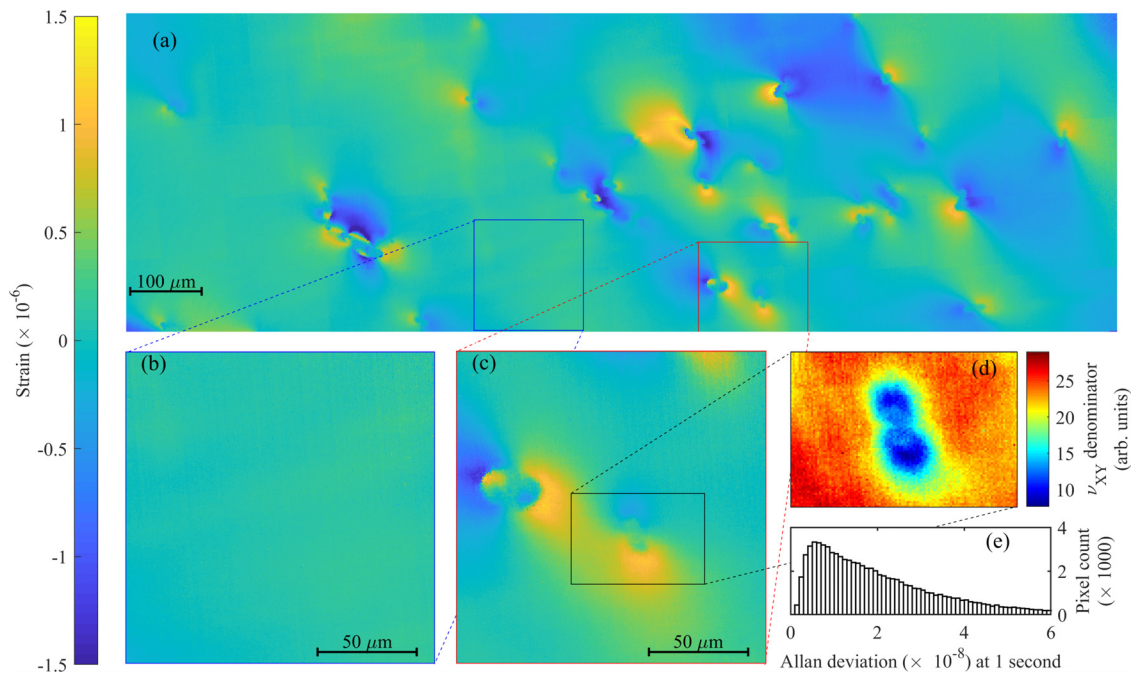 1.5
1
0.5
0
-0.5
-1
-1.5
Strain (× 10-6)
(a)
100 μm
(b)
50 μm
(c)
50 μm
(d)
25
20
15
10
νXY denominator
(arb. units)
(e)
4
2
0
Pixel count
(× 1000)
0 2 4 6
Allan deviation (× 10-8) at 1 second